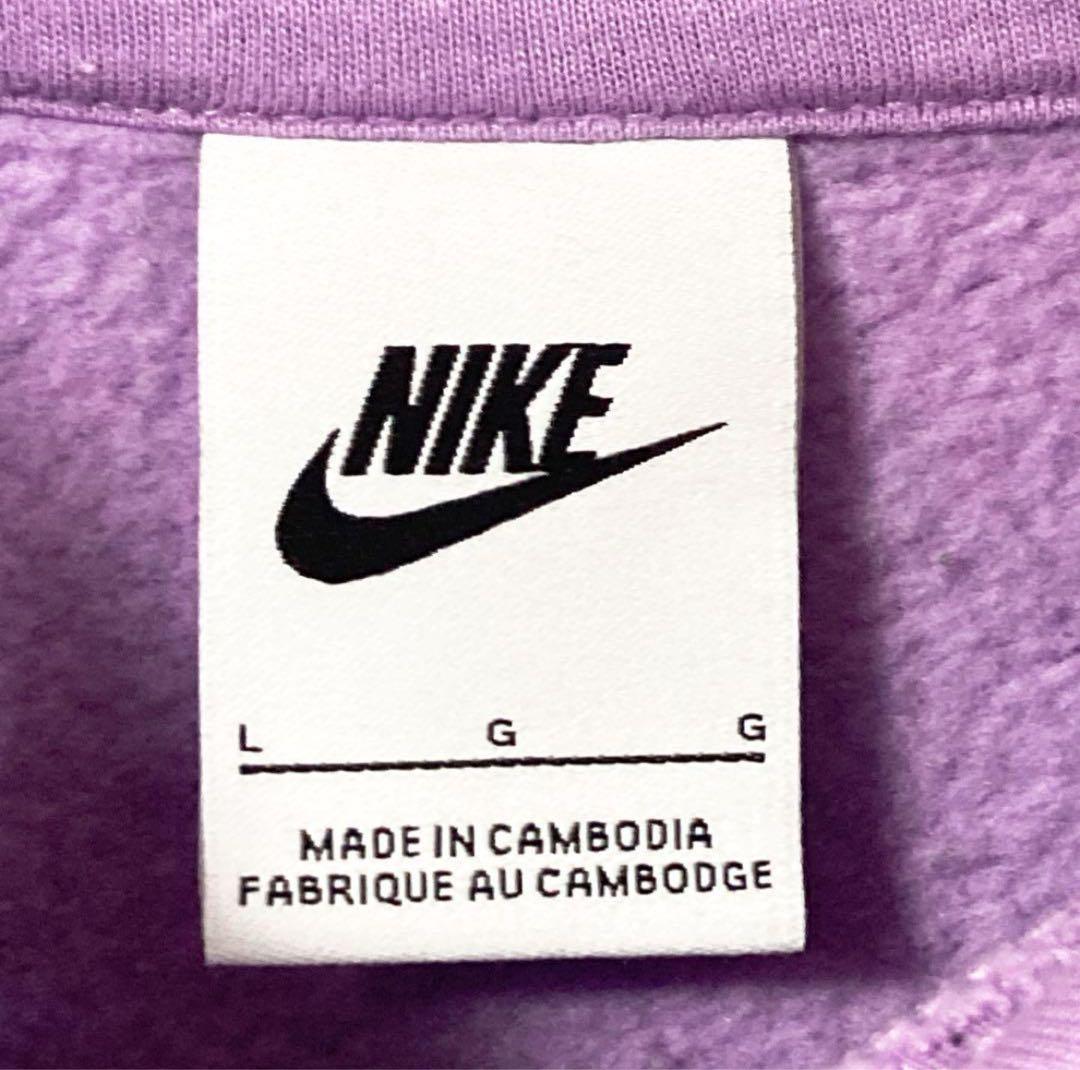 NIKE
L G G
MADE IN CAMBODIA
FABRIQUE AU CAMBODGE